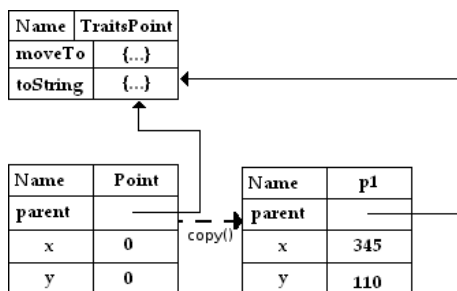 Name TraitsPoint
moveTo {...}
toString {...}
Name Point
parent
x 0
y 0
copy()
Name p1
parent
x 345
y 110